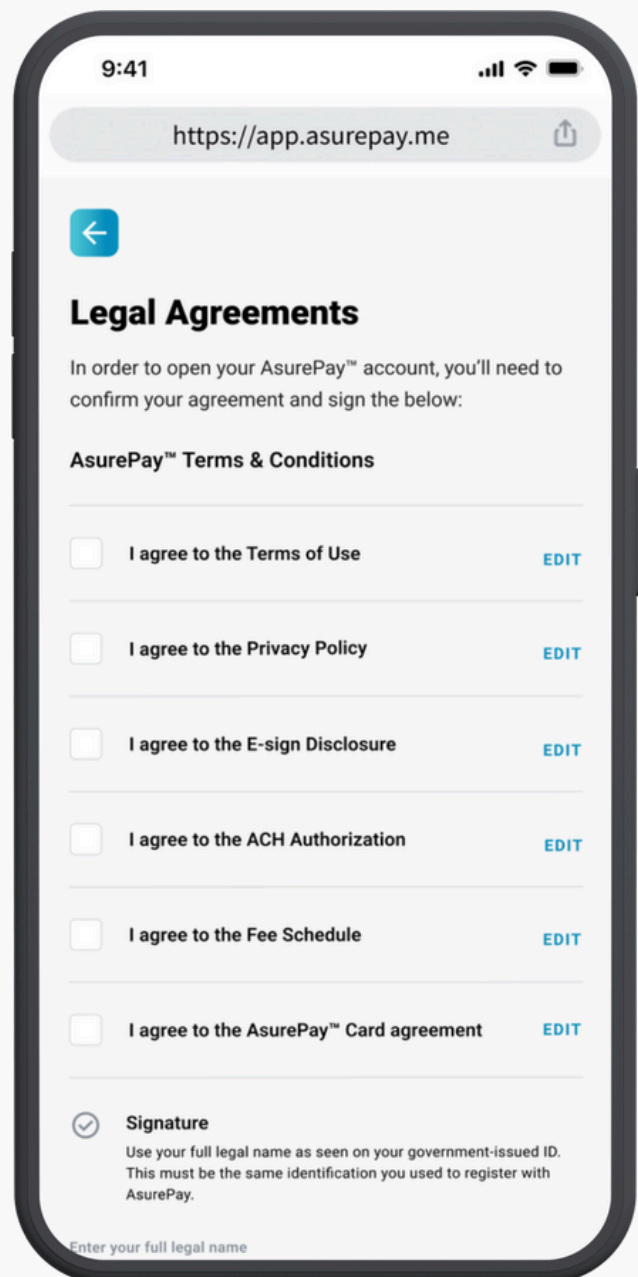 9:41
https://app.asurepay.me
Legal Agreements
In order to open your AsurePay™ account, you’ll need to
confirm your agreement and sign the below:
AsurePay™ Terms & Conditions
I agree to the Terms of Use EDIT
I agree to the Privacy Policy EDIT
I agree to the E-sign Disclosure EDIT
I agree to the ACH Authorization EDIT
I agree to the Fee Schedule EDIT
I agree to the AsurePay™ Card agreement EDIT
Signature
Use your full legal name as seen on your government-issued ID.
This must be the same identification you used to register with
AsurePay.
Enter your full legal name